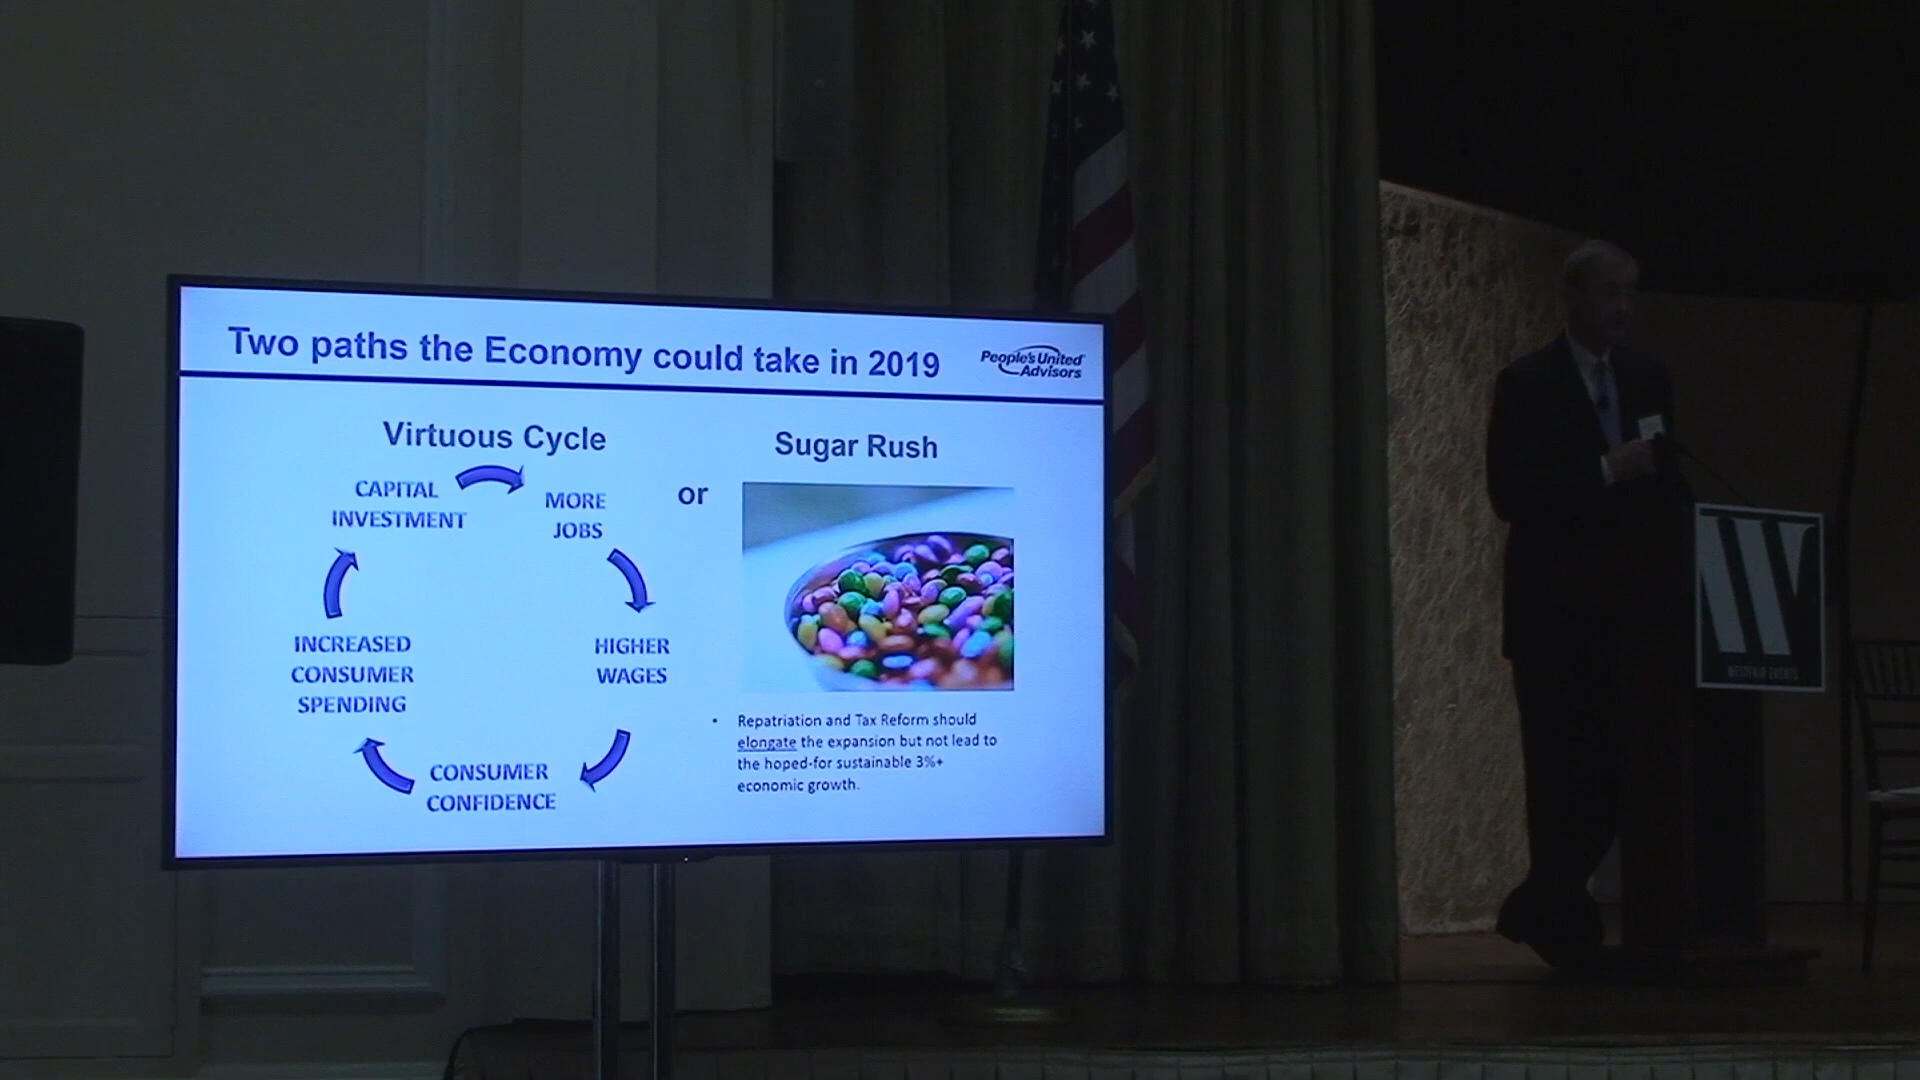 Two paths the Economy could take in 2019
People's United
Advisors
Virtuous Cycle
CAPITAL
INVESTMENT
MORE
JOBS
HIGHER
WAGES
CONSUMER
CONFIDENCE
INCREASED
CONSUMER
SPENDING
or
Sugar Rush
• Repatriation and Tax Reform should
elongate the expansion but not lead to
the hoped-for sustainable 3%+
economic growth.
W
WESTFAIR EVENTS